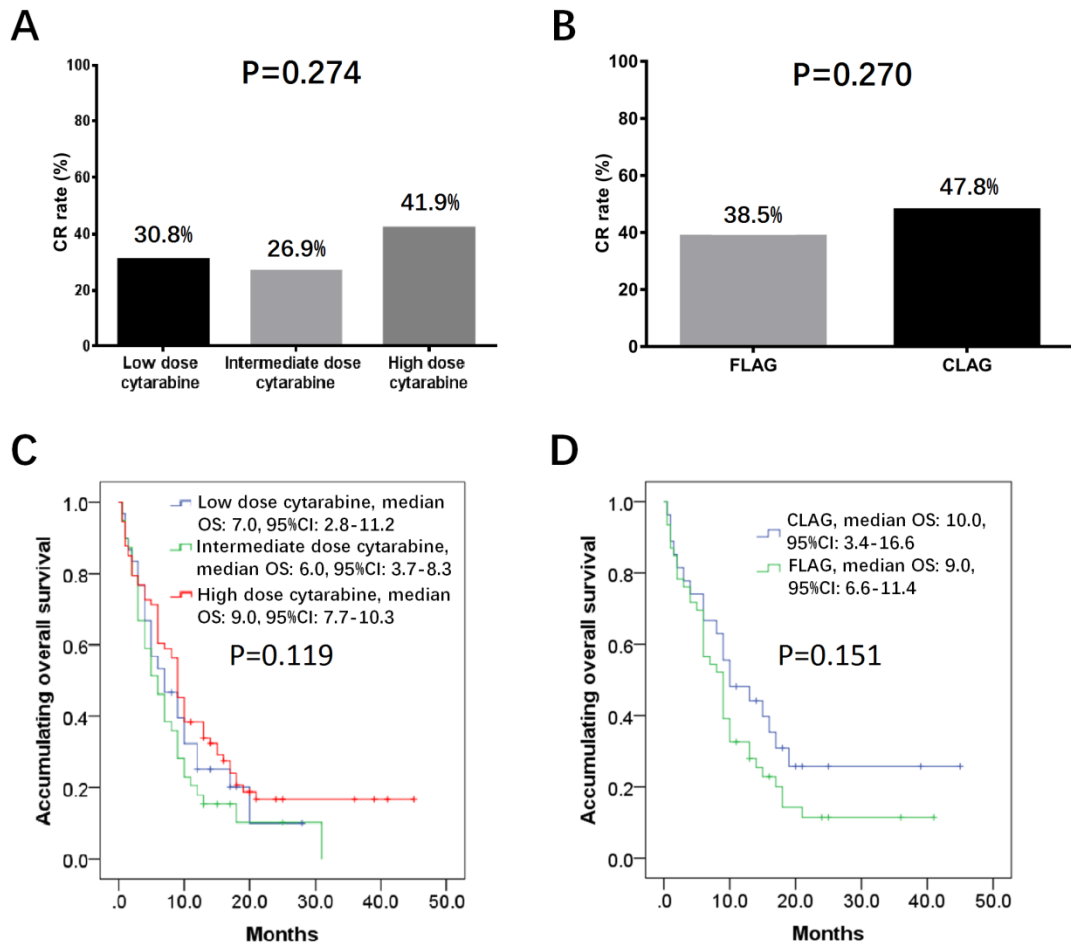 A
P=0.274
CR rate (%)
100
80
60
40
20
0
30.8%
26.9%
41.9%
Low dose
cytarabine
Intermediate dose
cytarabine
High dose
cytarabine
B
P=0.270
CR rate (%)
100
80
60
40
20
0
38.5%
47.8%
FLAG
CLAG
C
Accumulating overall survival
1.0
0.8
0.6
0.4
0.2
0.0
Low dose cytarabine, median
OS: 7.0, 95%CI: 2.8-11.2
Intermediate dose cytarabine,
median OS: 6.0, 95%CI: 3.7-8.3
High dose cytarabine, median
OS: 9.0, 95%CI: 7.7-10.3
P=0.119
.0
10.0
20.0
30.0
40.0
50.0
Months
D
Accumulating overall survival
1.0
0.8
0.6
0.4
0.2
0.0
CLAG, median OS: 10.0,
95%CI: 3.4-16.6
FLAG, median OS: 9.0,
95%CI: 6.6-11.4
P=0.151
.0
10.0
20.0
30.0
40.0
50.0
Months